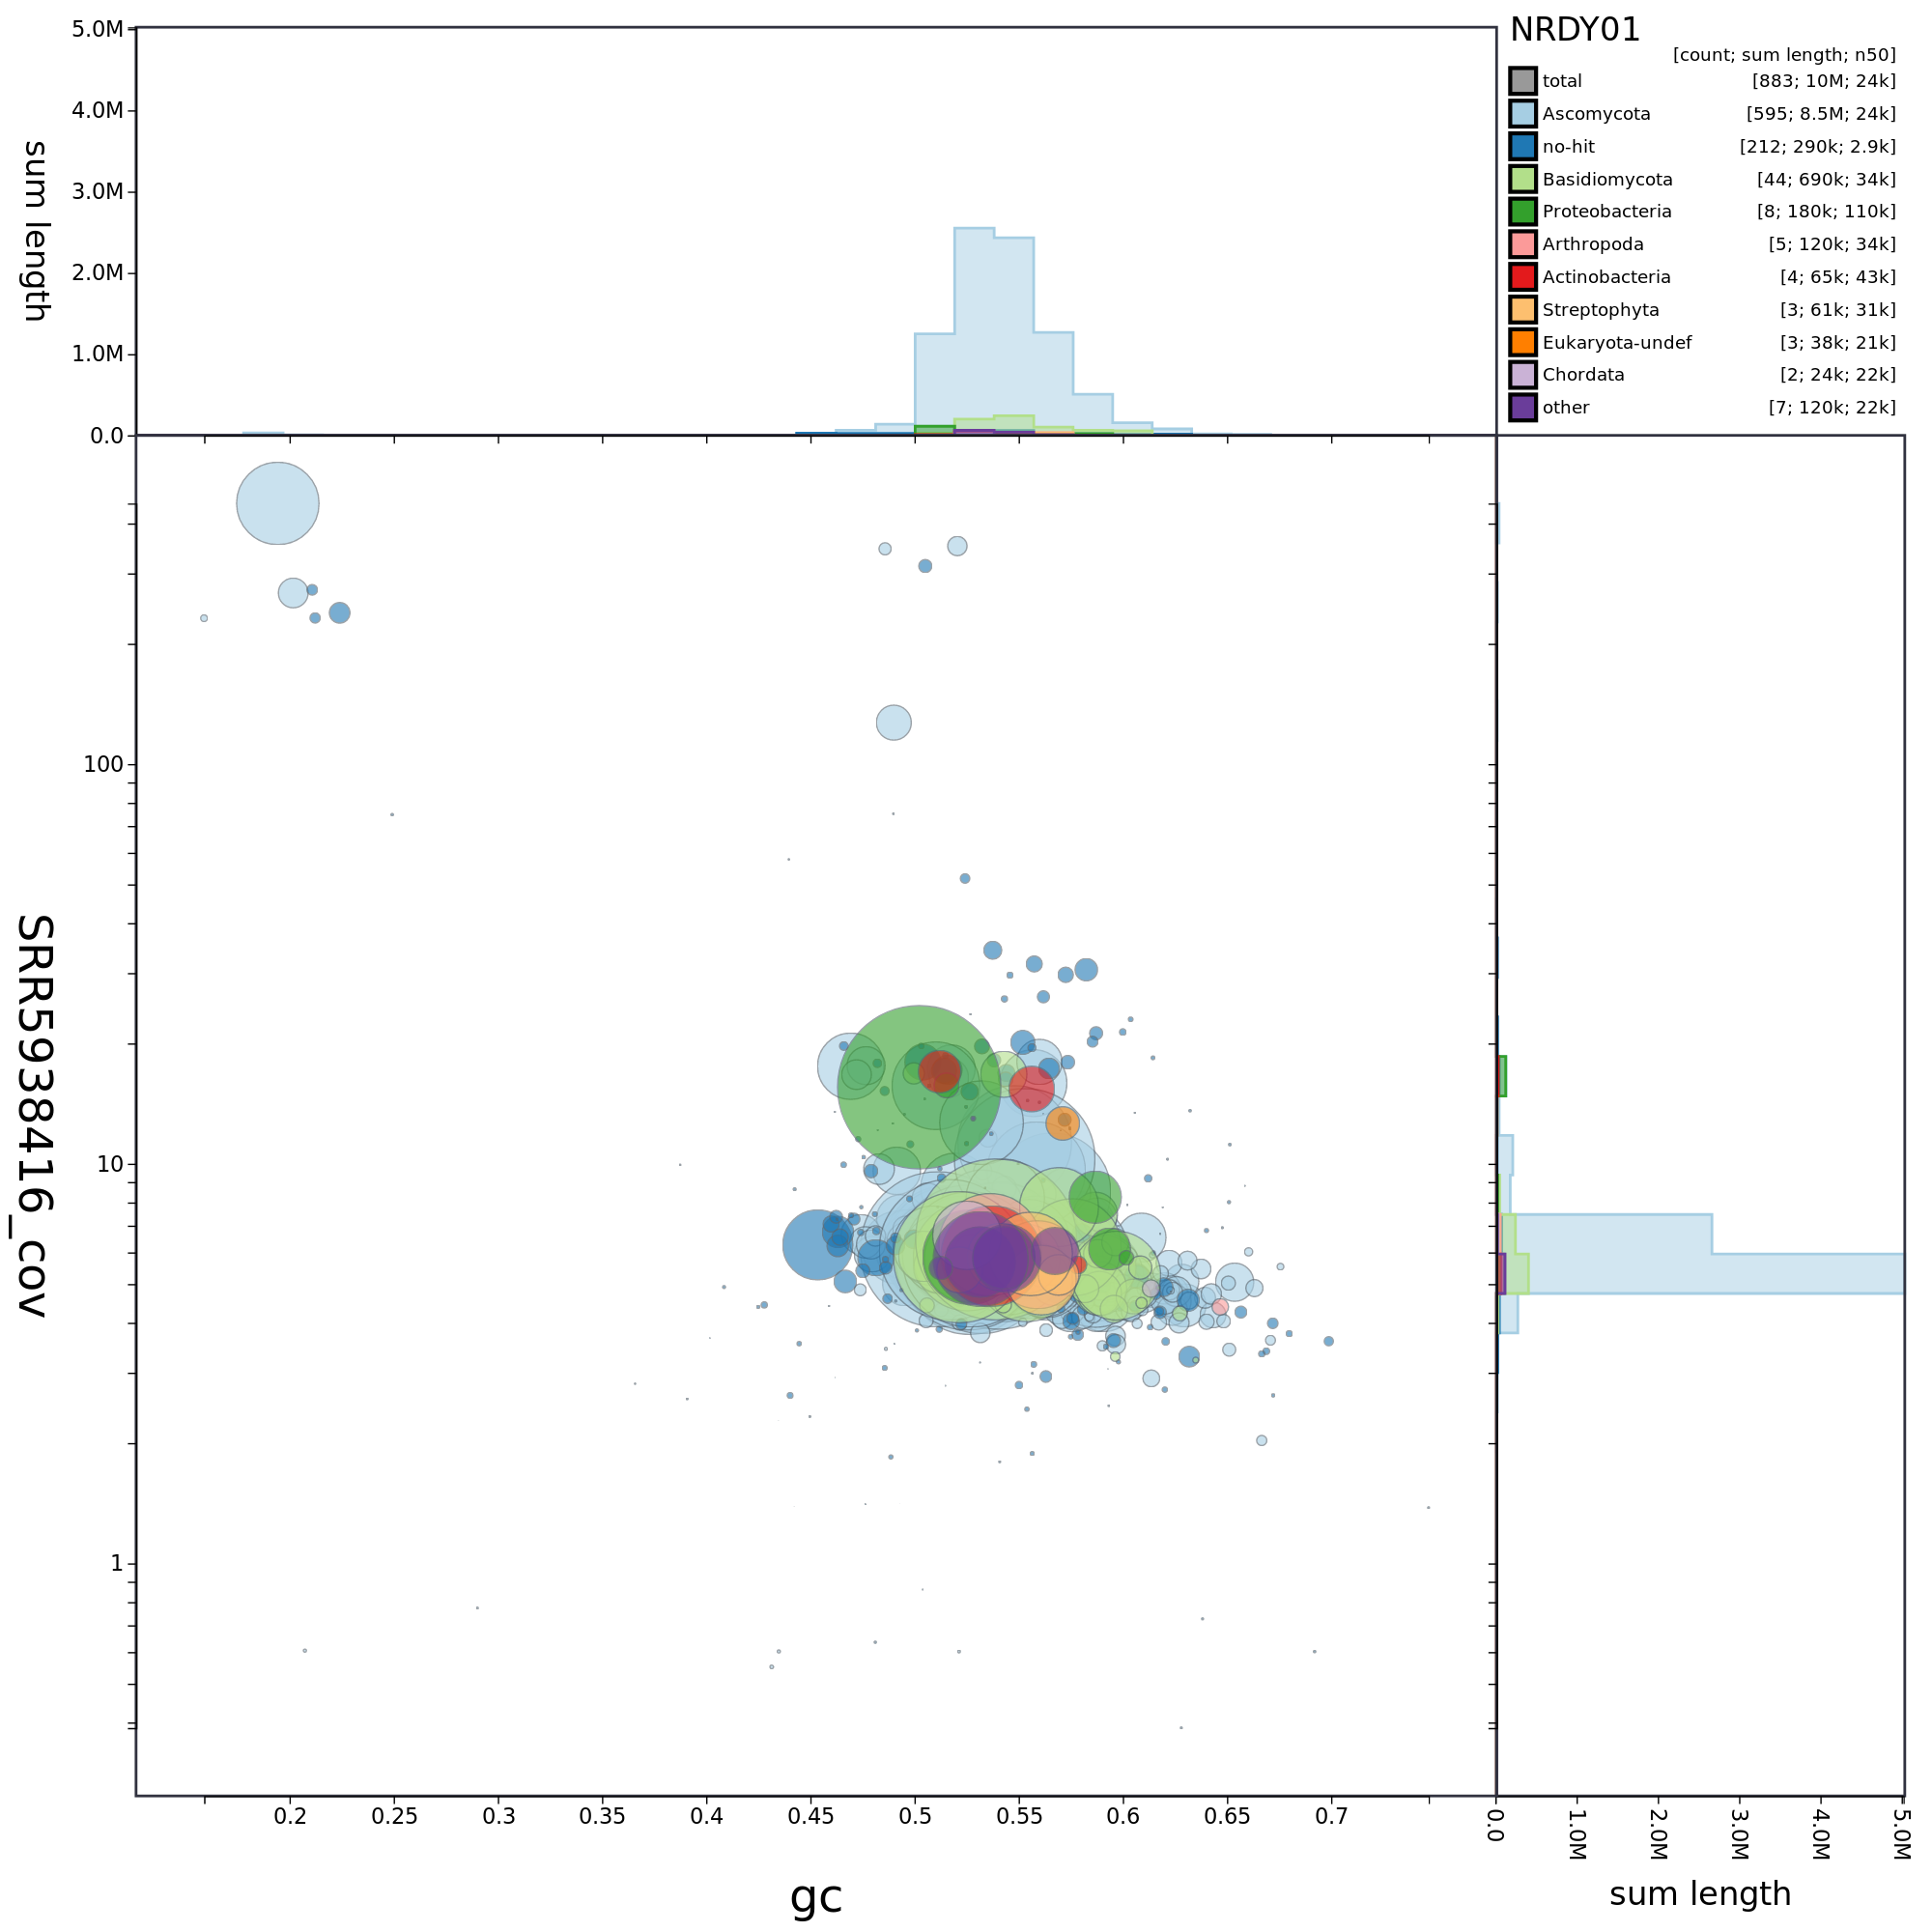 NRDY01
[count; sum length; n50]
total [883; 10M; 24k]
Ascomycota [595; 8.5M; 24k]
no-hit [212; 290k; 2.9k]
Basidiomycota [44; 690k; 34k]
Proteobacteria [8; 180k; 110k]
Arthropoda [5; 120k; 34k]
Actinobacteria [4; 65k; 43k]
Streptophyta [3; 61k; 31k]
Eukaryota-undef [3; 38k; 21k]
Chordata [2; 24k; 22k]
other [7; 120k; 22k]
sum length
5.0M
4.0M
3.0M
2.0M
1.0M
0.0
SRR5938416_cov
100
10
1
0.2 0.25 0.3 0.35 0.4 0.45 0.5 0.55 0.6 0.65 0.7
gc
0.0 1.0M 2.0M 3.0M 4.0M 5.0M
sum length